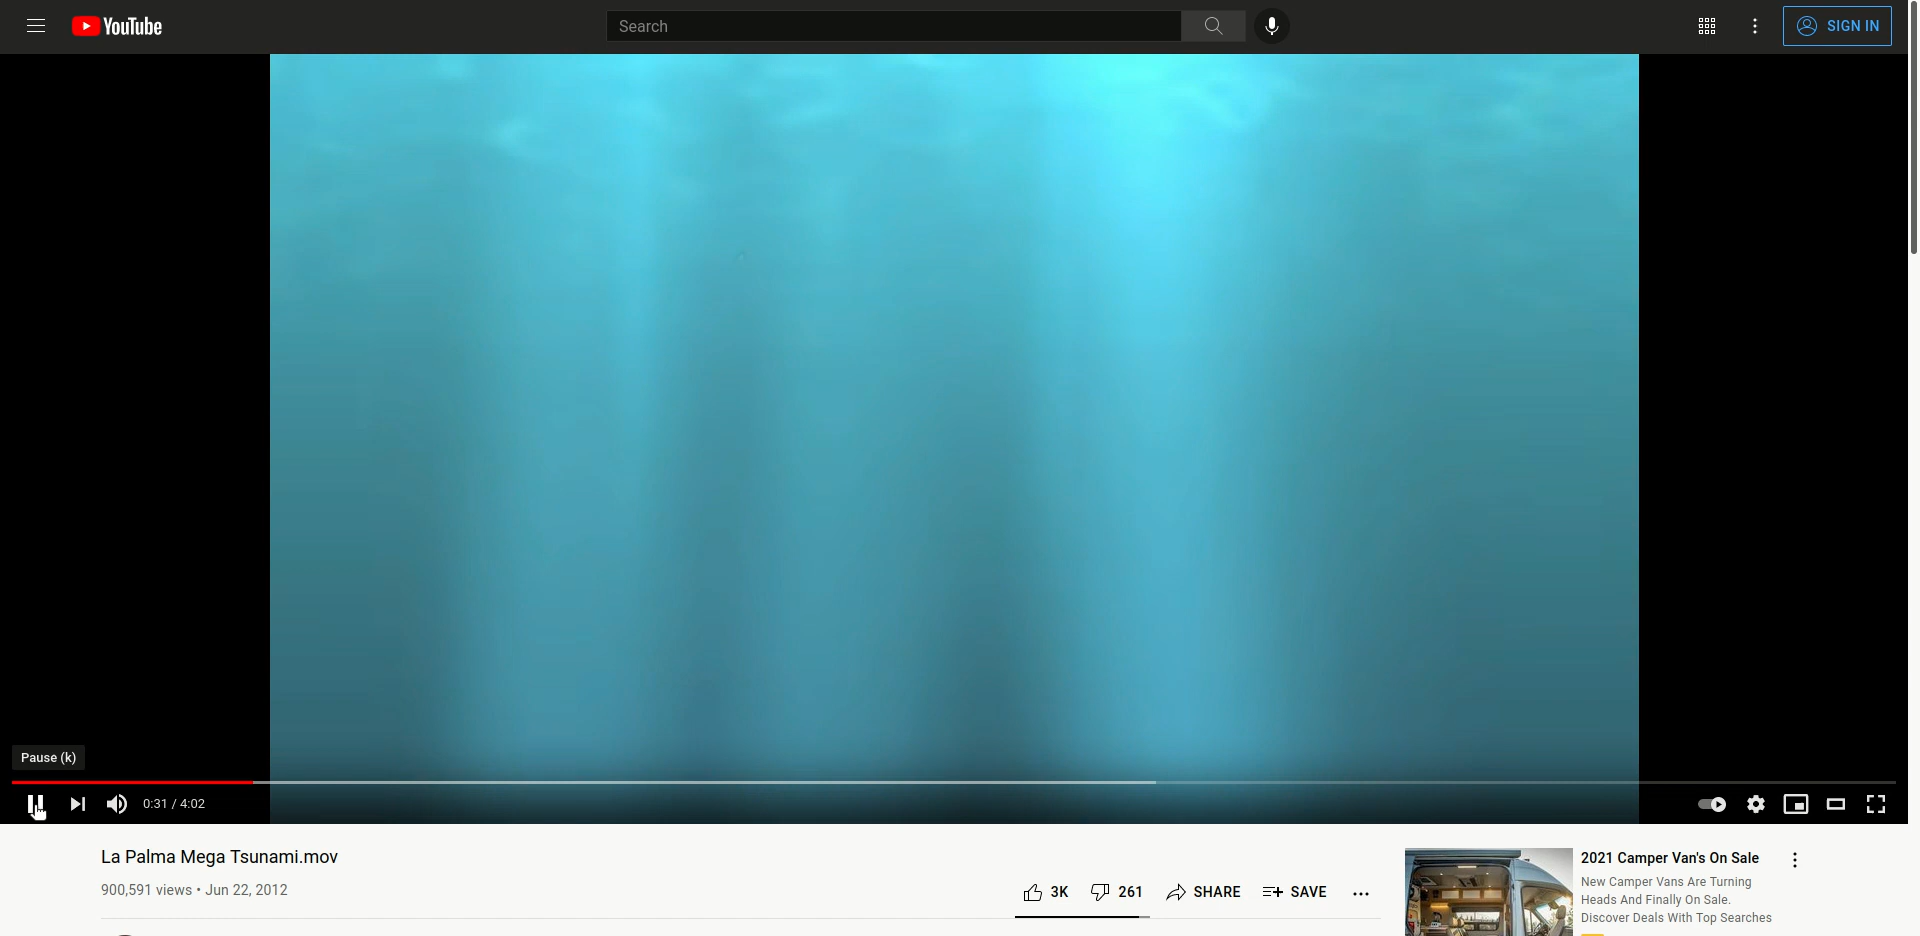 YouTube
Search
SIGN IN
Pause (k)
0:31 / 4:02
La Palma Mega Tsunami.mov
900,591 views • Jun 22, 2012
3K
261
SHARE
SAVE
2021 Camper Van's On Sale
New Camper Vans Are Turning
Heads And Finally On Sale.
Discover Deals With Top Searches